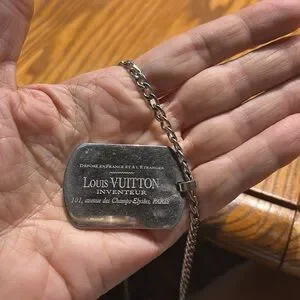 DÉPOSÉ EN FRANCE ET À L'ÉTRANGER
LOUIS VUITTON
INVENTEUR
101, avenue des Champs-Elysées, PARIS